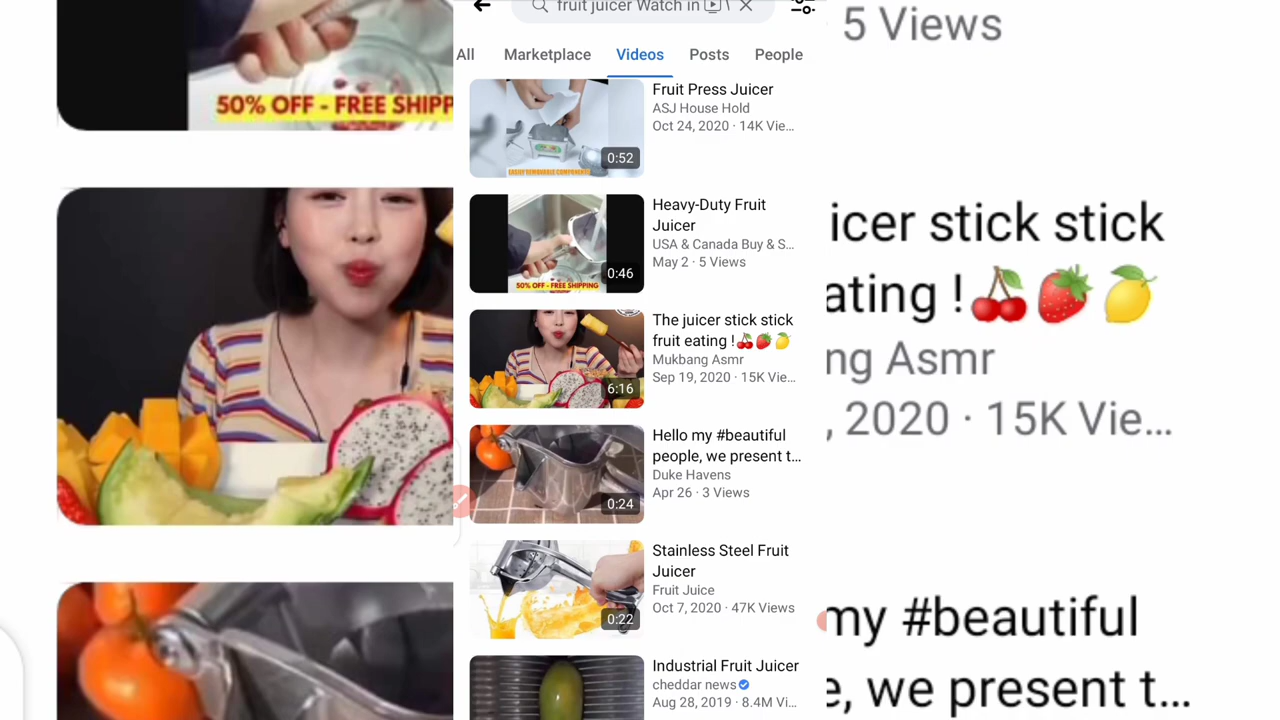 fruit juicer Watch in
All Marketplace Videos Posts People
Fruit Press Juicer
ASJ House Hold
Oct 24, 2020 · 14K Vie…
0:52
EASILY REMOVABLE COMPONENTS
Heavy-Duty Fruit
Juicer
USA & Canada Buy & S…
May 2 · 5 Views
0:46
50% OFF - FREE SHIPPING
The juicer stick stick
fruit eating !🍒🍓🍋
Mukbang Asmr
Sep 19, 2020 · 15K Vie…
6:16
Hello my #beautiful
people, we present t…
Duke Havens
Apr 26 · 3 Views
0:24
Stainless Steel Fruit
Juicer
Fruit Juice
Oct 7, 2020 · 47K Views
0:22
Industrial Fruit Juicer
cheddar news
Aug 28, 2019 · 8.4M Vi…
50% OFF - FREE SHIPP
5 Views
icer stick stick
ating !🍒🍓🍋
ng Asmr
, 2020 · 15K Vie…
my #beautiful
e, we present t…